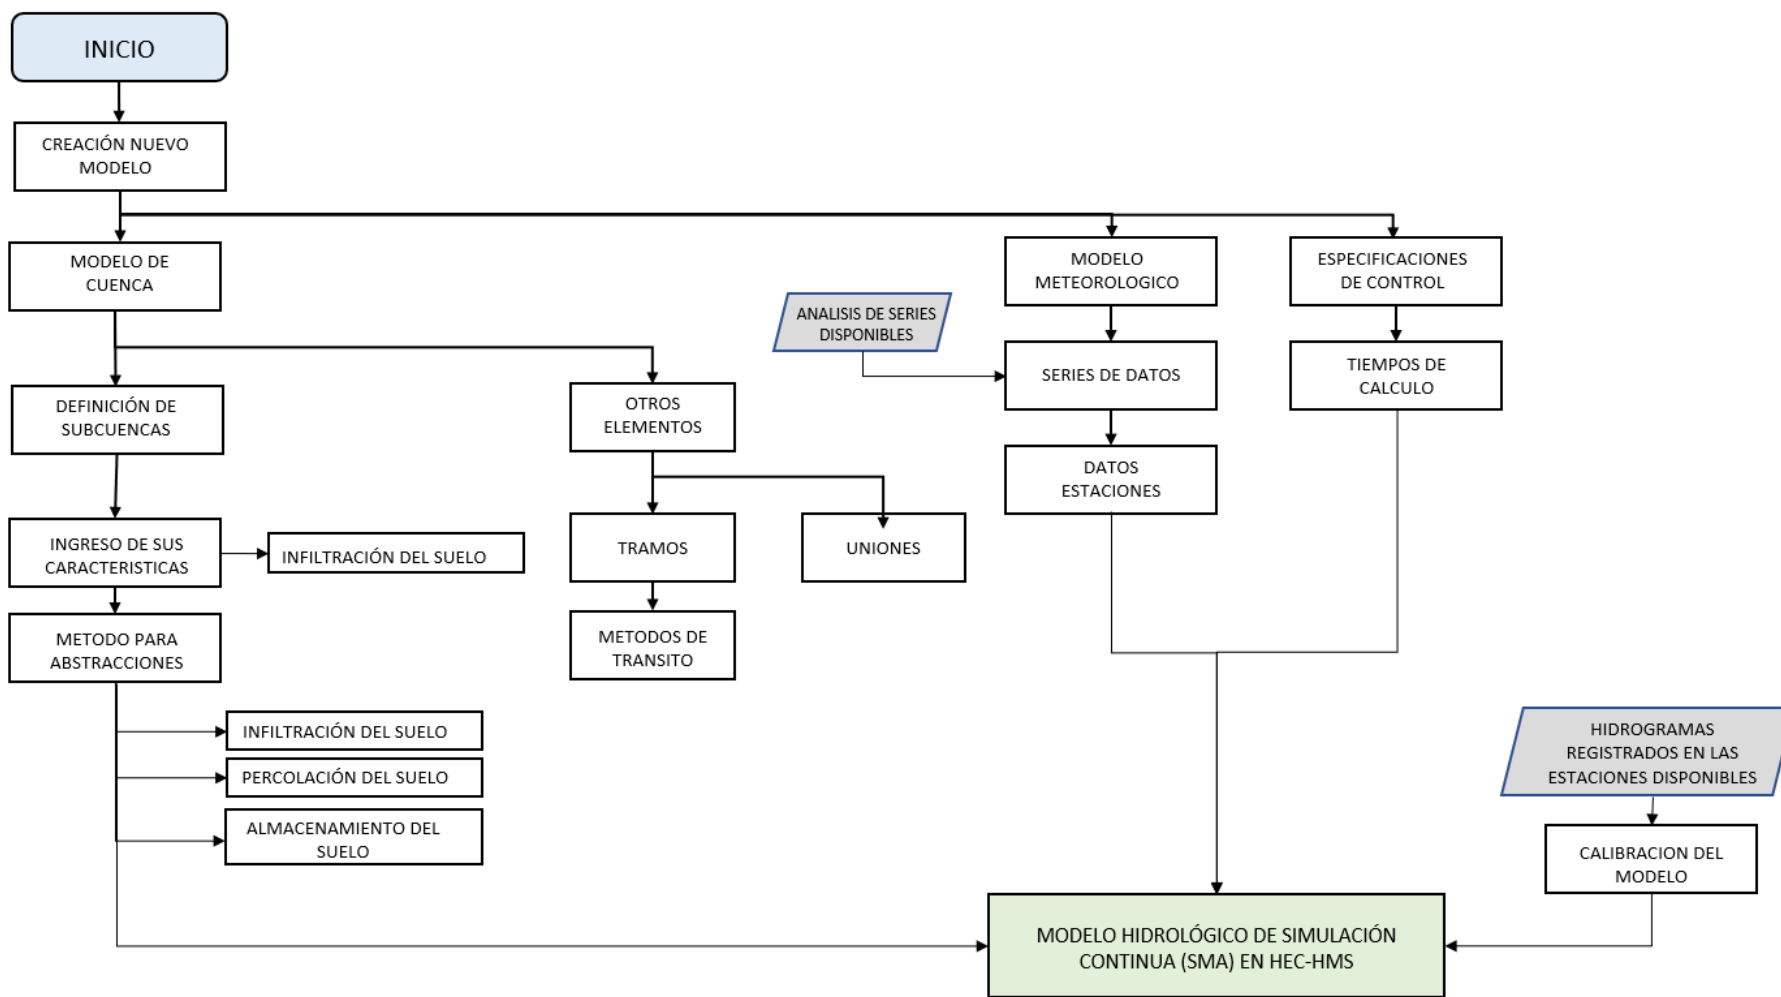 INICIO
CREACIÓN NUEVO
MODELO
MODELO DE
CUENCA
MODELO
METEOROLOGICO
ESPECIFICACIONES
DE CONTROL
ANALISIS DE SERIES
DISPONIBLES
SERIES DE DATOS
TIEMPOS DE
CALCULO
DEFINICIÓN DE
SUBCUENCAS
OTROS
ELEMENTOS
DATOS
ESTACIONES
INGRESO DE SUS
CARACTERISTICAS
INFILTRACIÓN DEL SUELO
TRAMOS
UNIONES
METODO PARA
ABSTRACCIONES
METODOS DE
TRANSITO
INFILTRACIÓN DEL SUELO
PERCOLACIÓN DEL SUELO
ALMACENAMIENTO DEL
SUELO
HIDROGRAMAS
REGISTRADOS EN LAS
ESTACIONES DISPONIBLES
CALIBRACION DEL
MODELO
MODELO HIDROLÓGICO DE SIMULACIÓN
CONTINUA (SMA) EN HEC-HMS